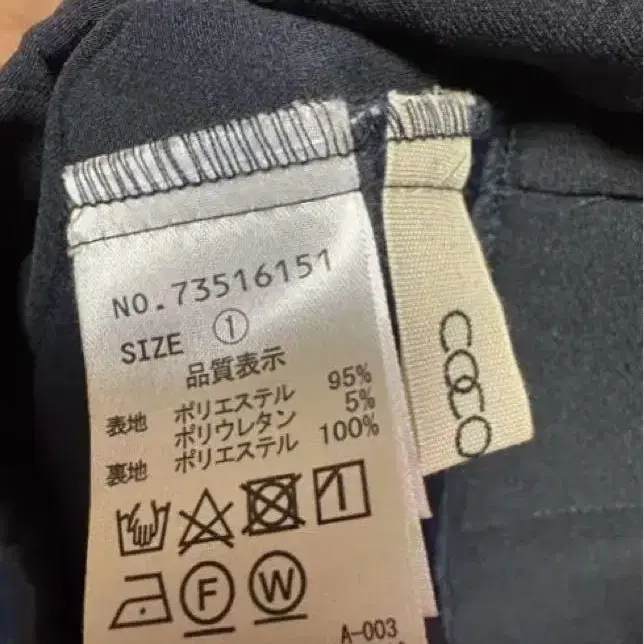 NO.73516151
SIZE ①
品質表示
表地 ポリエステル 95%
ポリウレタン 5%
裏地 ポリエステル 100%
F W
A-003
COCO